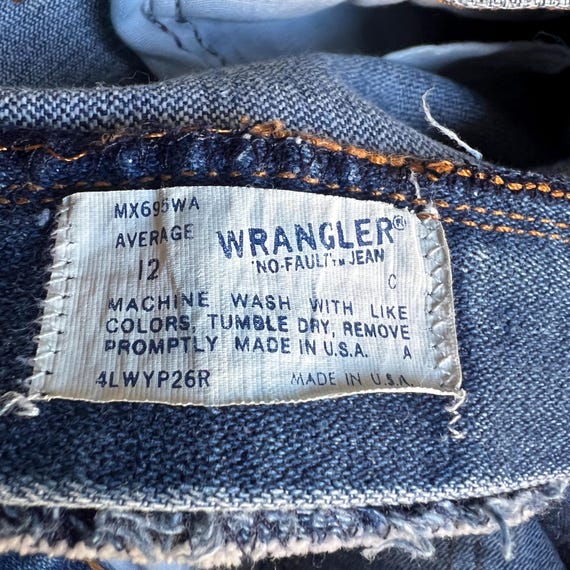 MX695WA
AVERAGE
12
WRANGLER®
'NO-FAULT'™ JEAN
C
MACHINE WASH WITH LIKE
COLORS, TUMBLE DRY, REMOVE
PROMPTLY MADE IN U.S.A. A
4LWYP26R MADE IN U.S.A.